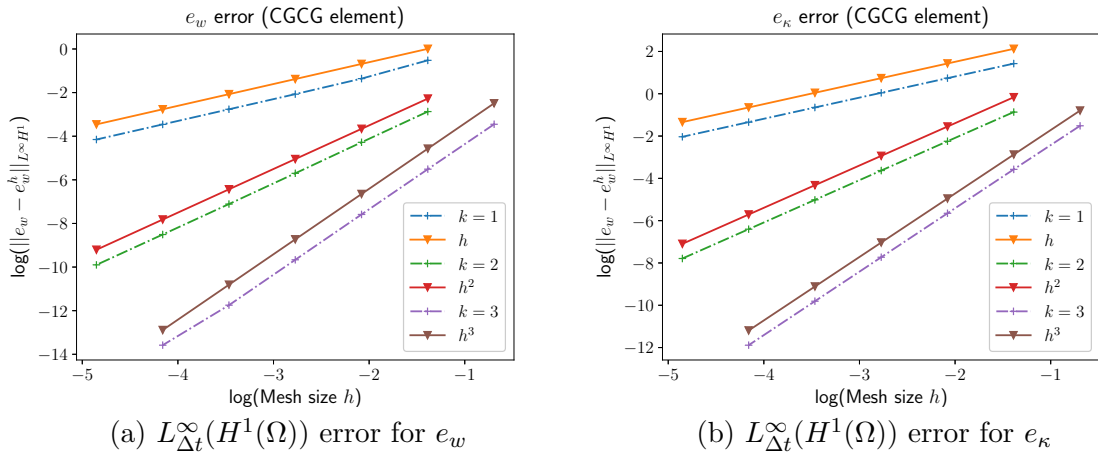 e_w error (CGCG element)
log(||e_w − e_w^h||_{L^∞H^1})
0
−2
−4
−6
−8
−10
−12
−14
k = 1
h
k = 2
h^2
k = 3
h^3
−5 −4 −3 −2 −1
log(Mesh size h)
(a) L^∞_{Δt}(H^1(Ω)) error for e_w
e_κ error (CGCG element)
log(||e_w − e_w^h||_{L^∞H^1})
2
0
−2
−4
−6
−8
−10
−12
k = 1
h
k = 2
h^2
k = 3
h^3
−5 −4 −3 −2 −1
log(Mesh size h)
(b) L^∞_{Δt}(H^1(Ω)) error for e_κ